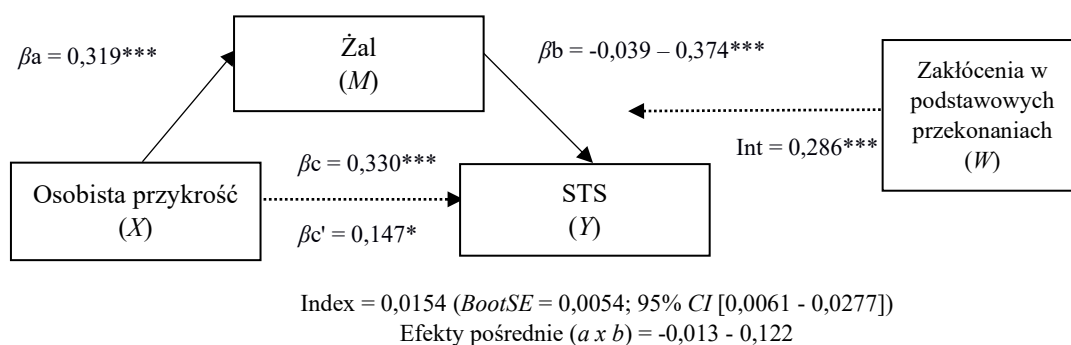 βa = 0,319***
Żal
(M)
βb = -0,039 – 0,374***
Zakłócenia w
podstawowych
przekonaniach
(W)
Int = 0,286***
Osobista przykrość
(X)
βc = 0,330***
βc' = 0,147*
STS
(Y)
Index = 0,0154 (BootSE = 0,0054; 95% CI [0,0061 - 0,0277])
Efekty pośrednie (a x b) = -0,013 - 0,122